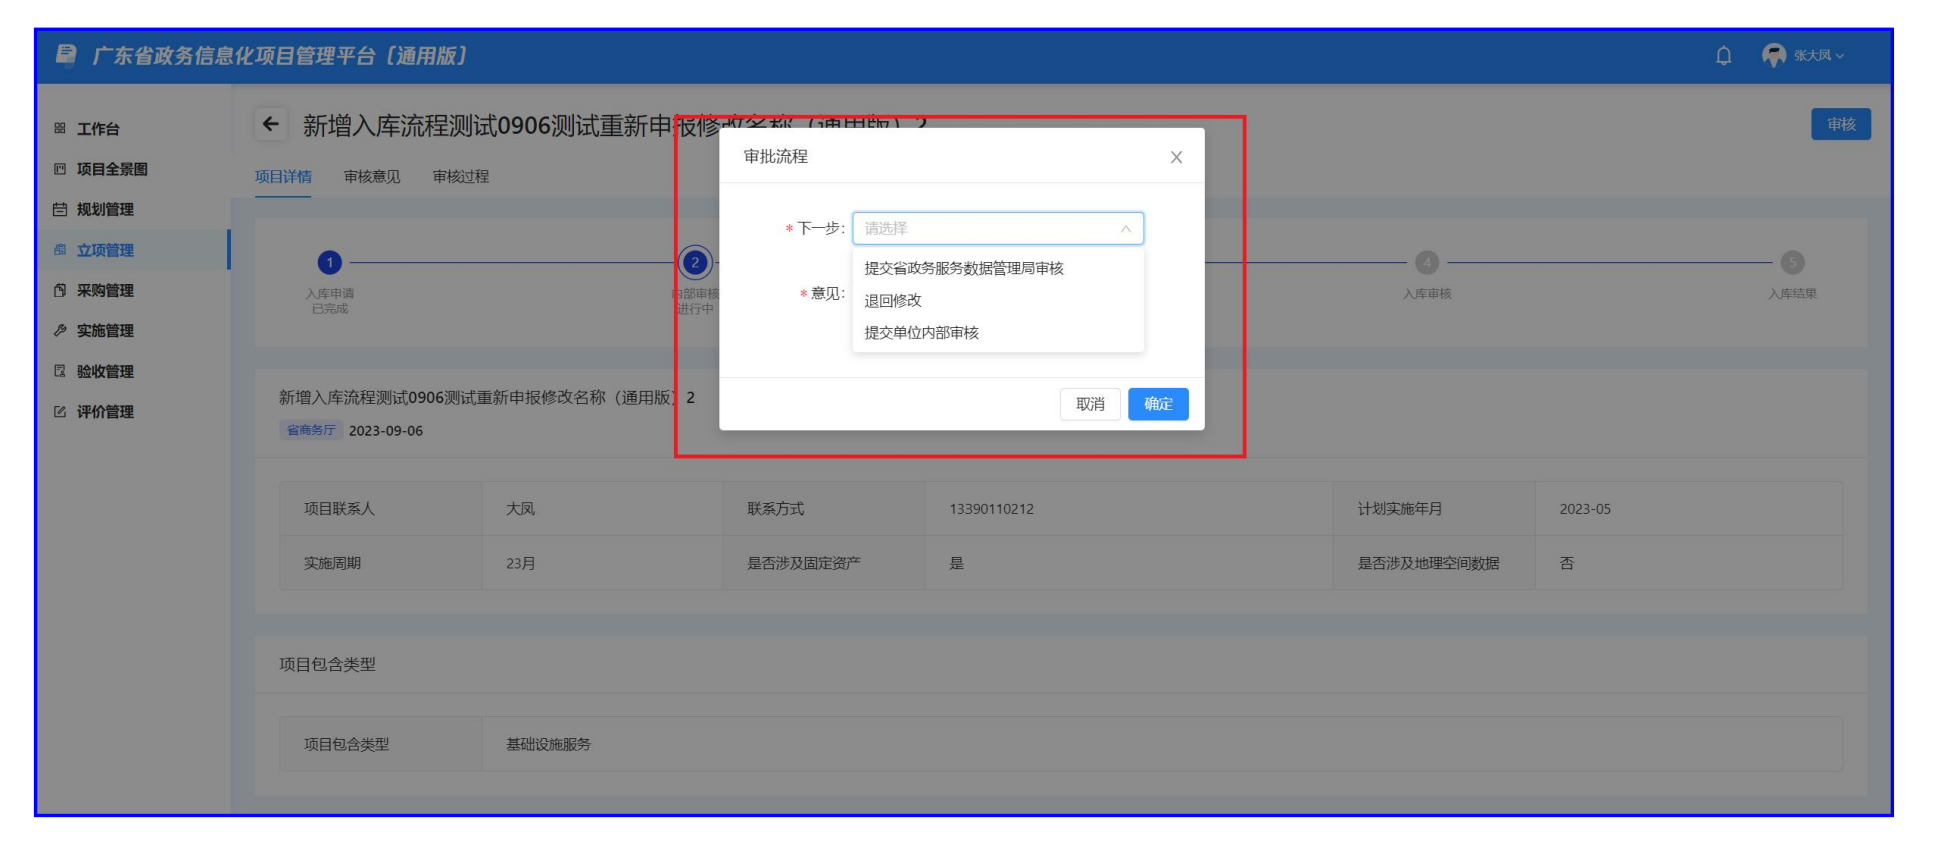 广东省政务信息化项目管理平台〔通用版〕
张大凤
工作台
项目全景图
规划管理
立项管理
采购管理
实施管理
验收管理
评价管理
新增入库流程测试0906测试重新申报修改名称（通用版）2
审核
项目详情 审核意见 审核过程
1
入库申请
已完成
2
内部审核
进行中
4
入库审核
5
入库结果
审批流程
* 下一步: 请选择
提交省政务服务数据管理局审核
退回修改
提交单位内部审核
* 意见:
取消 确定
新增入库流程测试0906测试重新申报修改名称（通用版）2
省商务厅 2023-09-06
项目联系人 大凤 联系方式 13390110212 计划实施年月 2023-05
实施周期 23月 是否涉及固定资产 是 是否涉及地理空间数据 否
项目包含类型
项目包含类型 基础设施服务